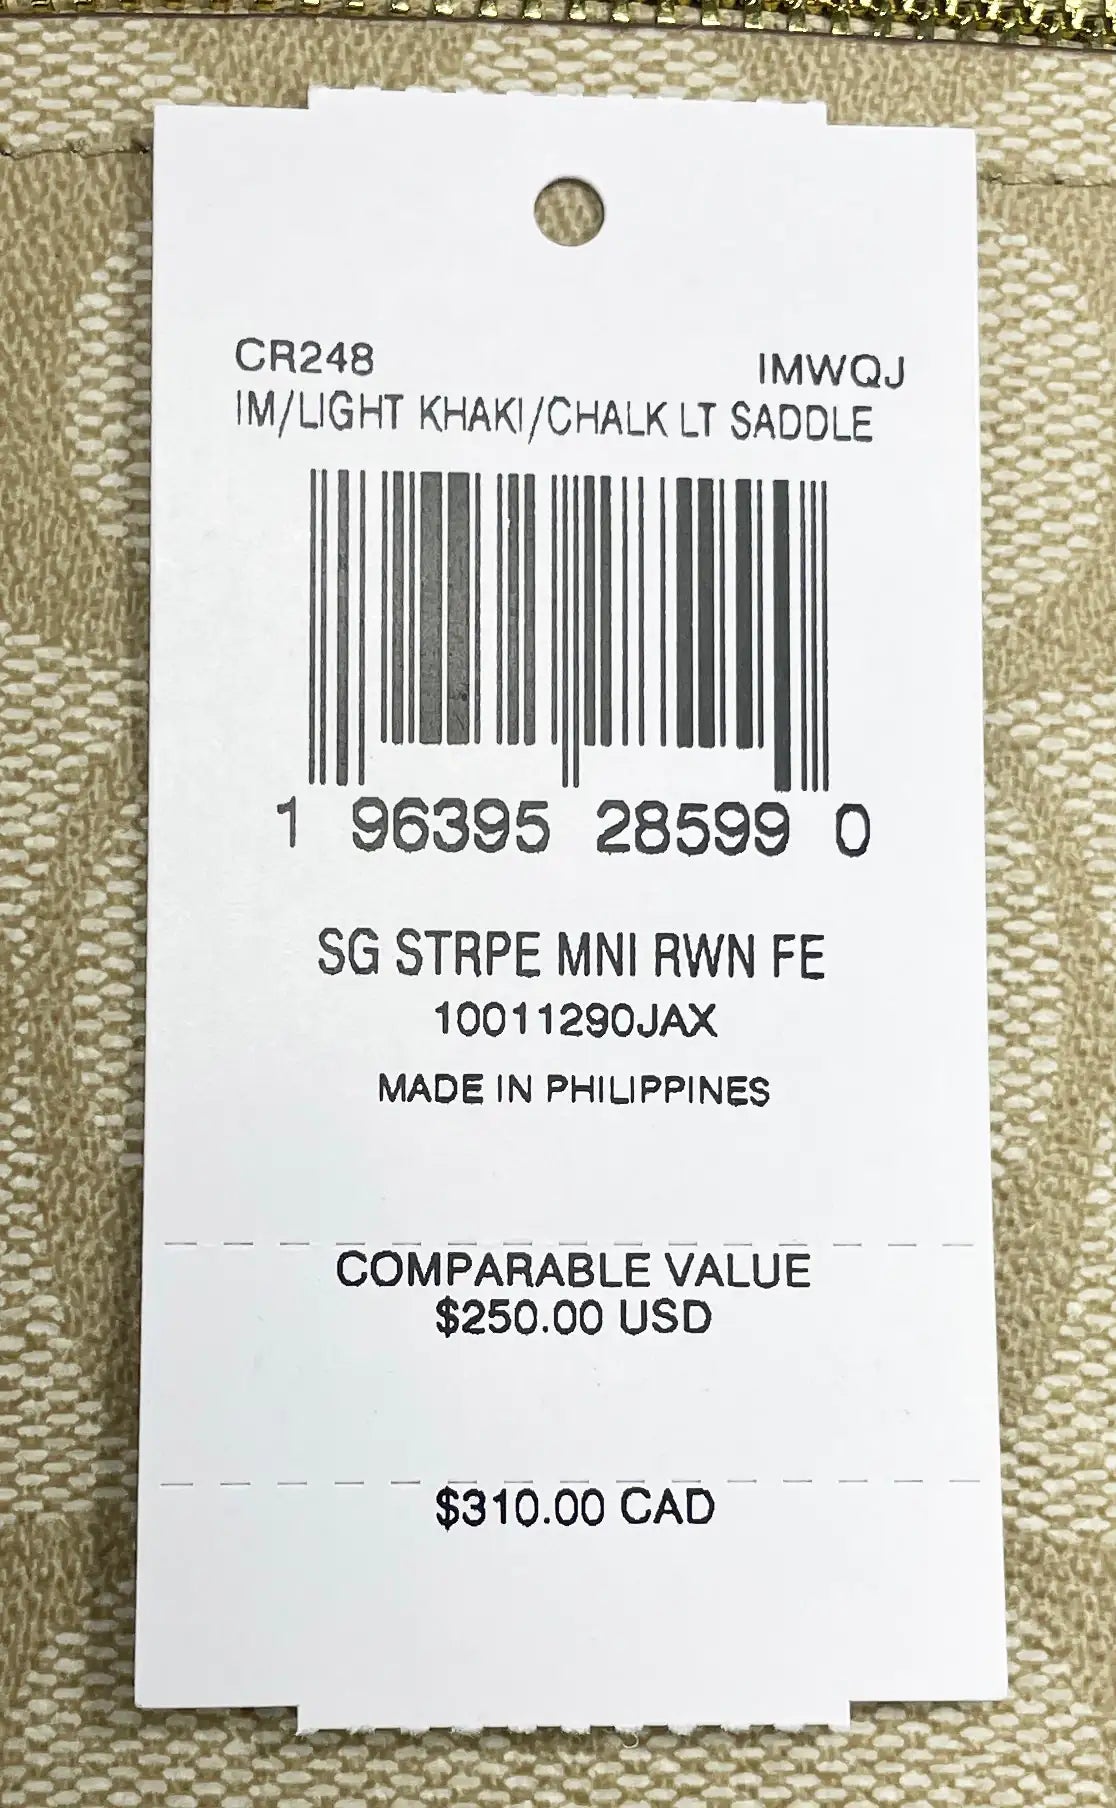 CR248 IMWQJ
IM/LIGHT KHAKI/CHALK LT SADDLE
1 96395 28599 0
SG STRPE MNI RWN FE
10011290JAX
MADE IN PHILIPPINES
COMPARABLE VALUE
$250.00 USD
$310.00 CAD